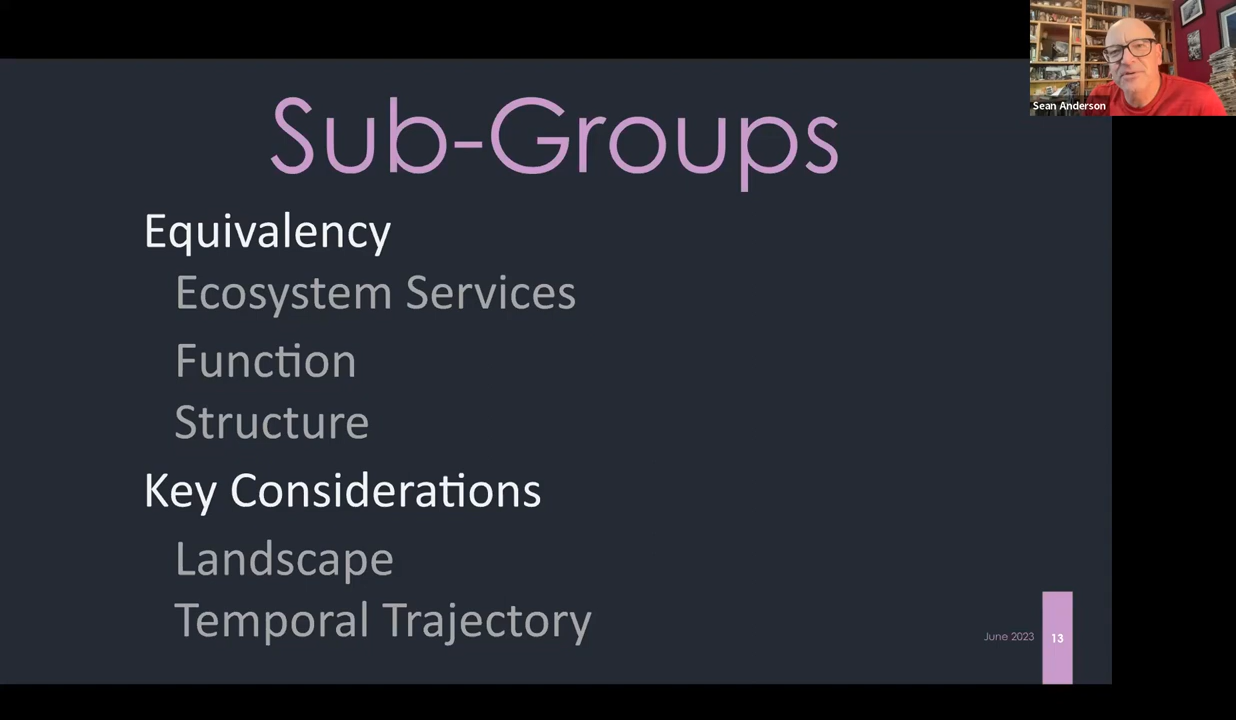 Sub-Groups
Sean Anderson
Equivalency
Ecosystem Services
Function
Structure
Key Considerations
Landscape
Temporal Trajectory
June 2023
13